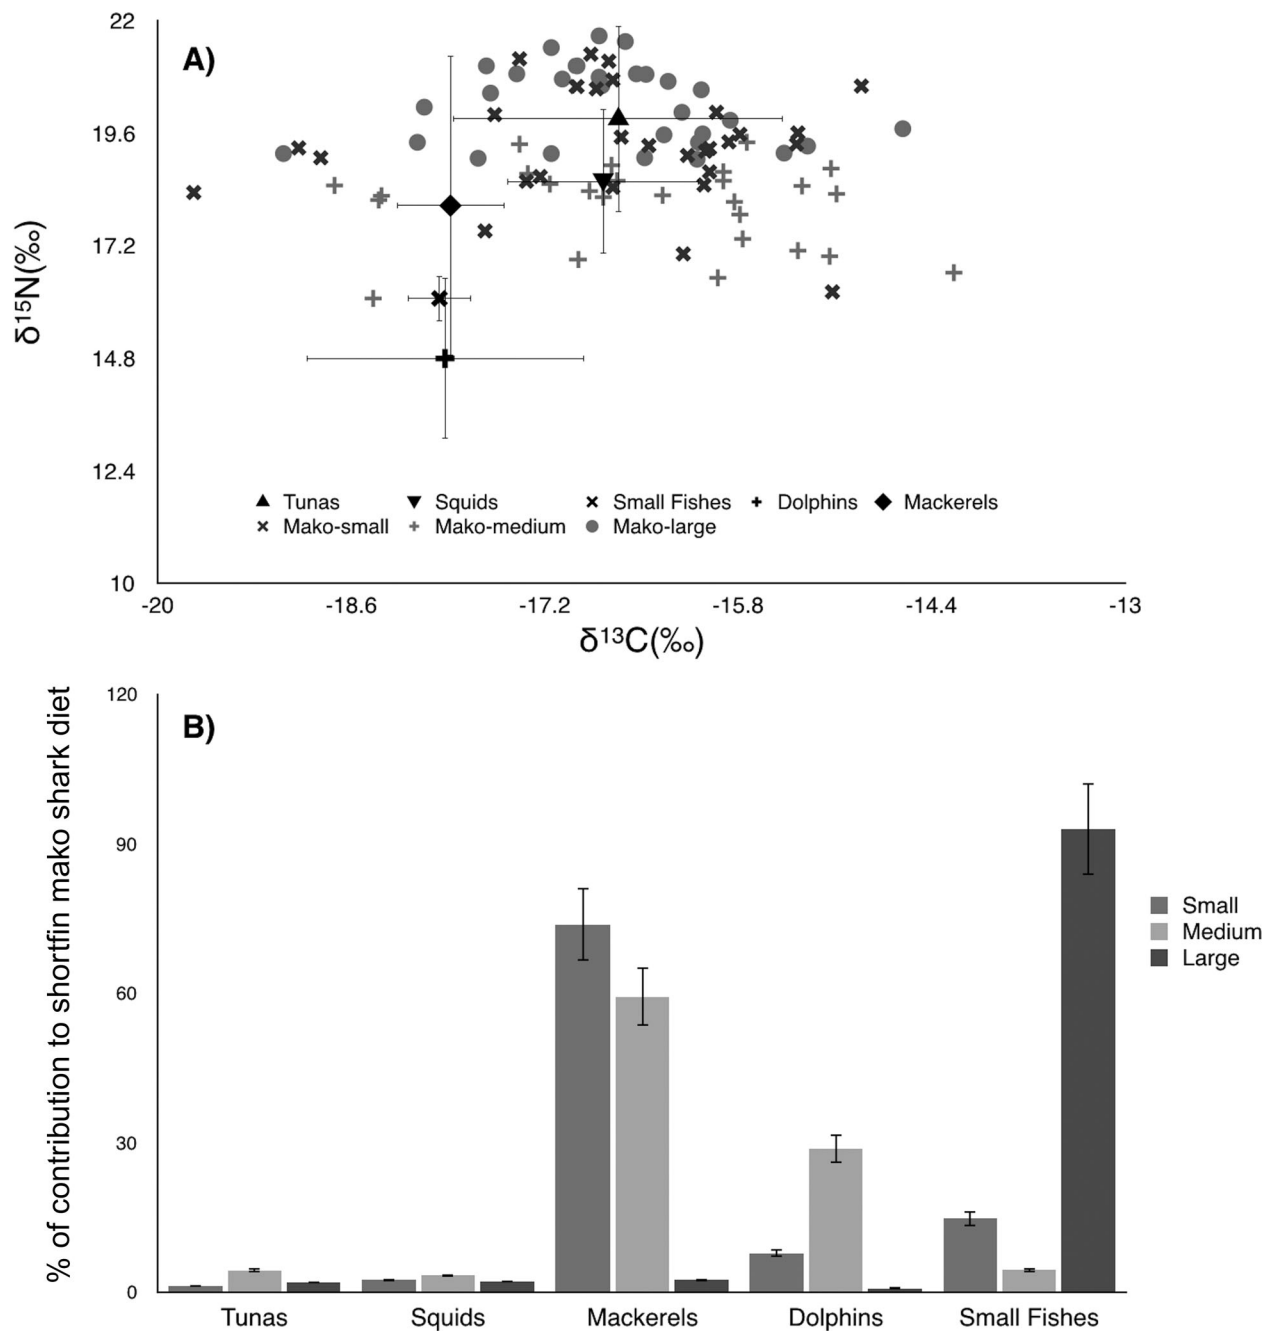 A)
δ¹⁵N(‰)
22
19.6
17.2
14.8
12.4
10
Tunas Squids Small Fishes Dolphins Mackerels
Mako-small Mako-medium Mako-large
-20 -18.6 -17.2 -15.8 -14.4 -13
δ¹³C(‰)
B)
% of contribution to shortfin mako shark diet
120
90
60
30
0
Small
Medium
Large
Tunas Squids Mackerels Dolphins Small Fishes